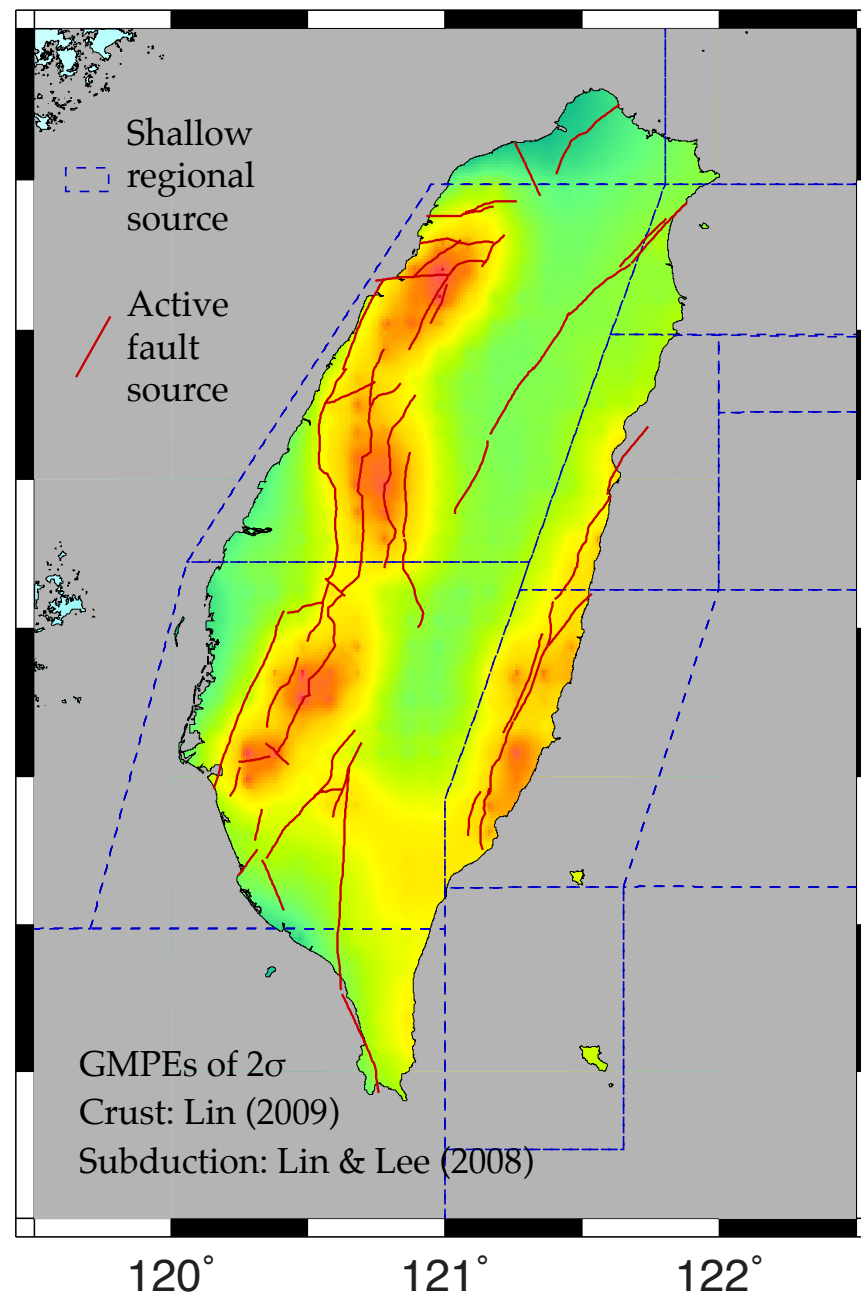 Shallow
regional
source
Active
fault
source
GMPEs of 2σ
Crust: Lin (2009)
Subduction: Lin & Lee (2008)
120˚ 121˚ 122˚